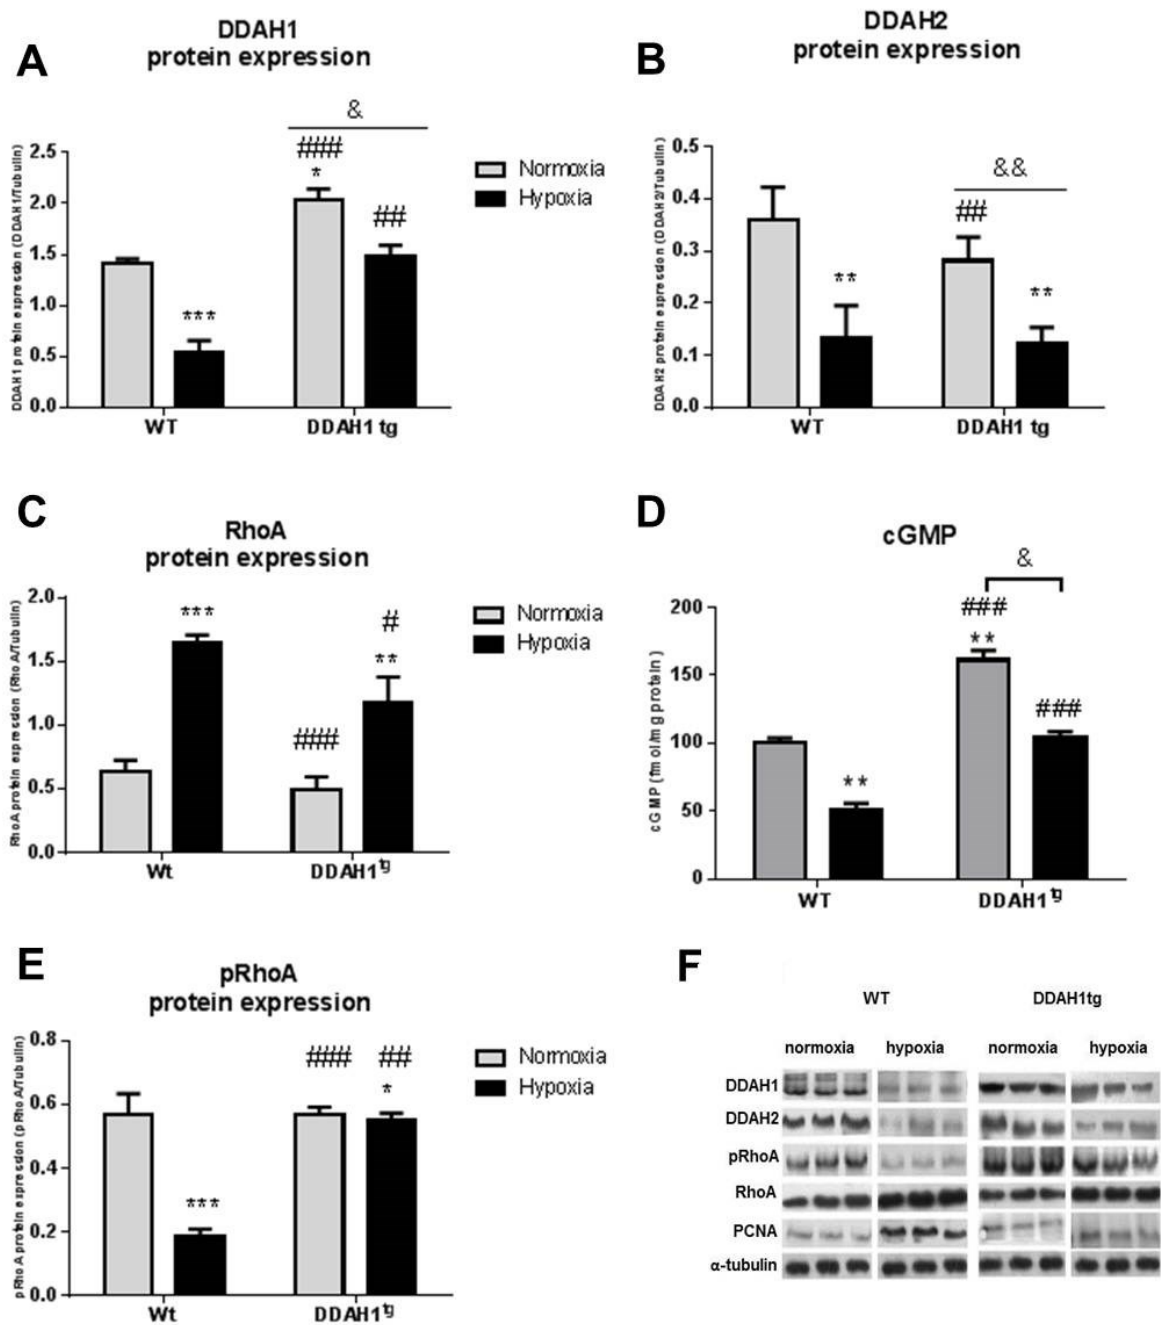 A
DDAH1
protein expression
&
###
*
##
***
DDAH1 protein expression (DDAH1/Tubulin)
2.5
2.0
1.5
1.0
0.5
0.0
WT
DDAH1 tg
Normoxia
Hypoxia
B
DDAH2
protein expression
&&
##
**
**
DDAH2 protein expression (DDAH2/Tubulin)
0.5
0.4
0.3
0.2
0.1
0.0
WT
DDAH1 tg
C
RhoA
protein expression
***
#
**
###
RhoA protein expression (RhoA/Tubulin)
2.0
1.5
1.0
0.5
0.0
Wt
DDAH1tg
Normoxia
Hypoxia
D
cGMP
&
###
**
###
**
cGMP (fmol/mg protein)
200
150
100
50
0
WT
DDAH1tg
E
pRhoA
protein expression
###
##
*
***
pRhoA protein expression (pRhoA/Tubulin)
0.8
0.6
0.4
0.2
0.0
Wt
DDAH1tg
Normoxia
Hypoxia
F
WT
DDAH1tg
normoxia
hypoxia
normoxia
hypoxia
DDAH1
DDAH2
pRhoA
RhoA
PCNA
α-tubulin